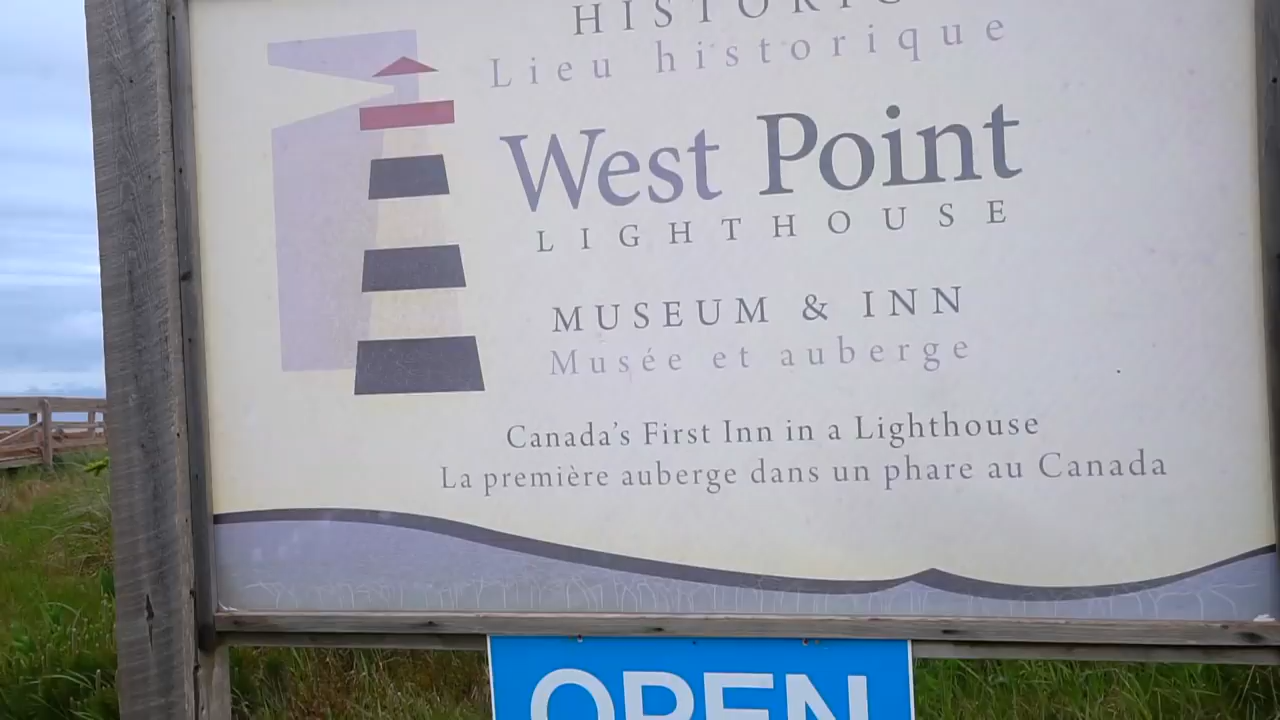 HISTORIC
Lieu historique
West Point
LIGHTHOUSE
MUSEUM & INN
Musée et auberge
Canada's First Inn in a Lighthouse
La première auberge dans un phare au Canada
OPEN